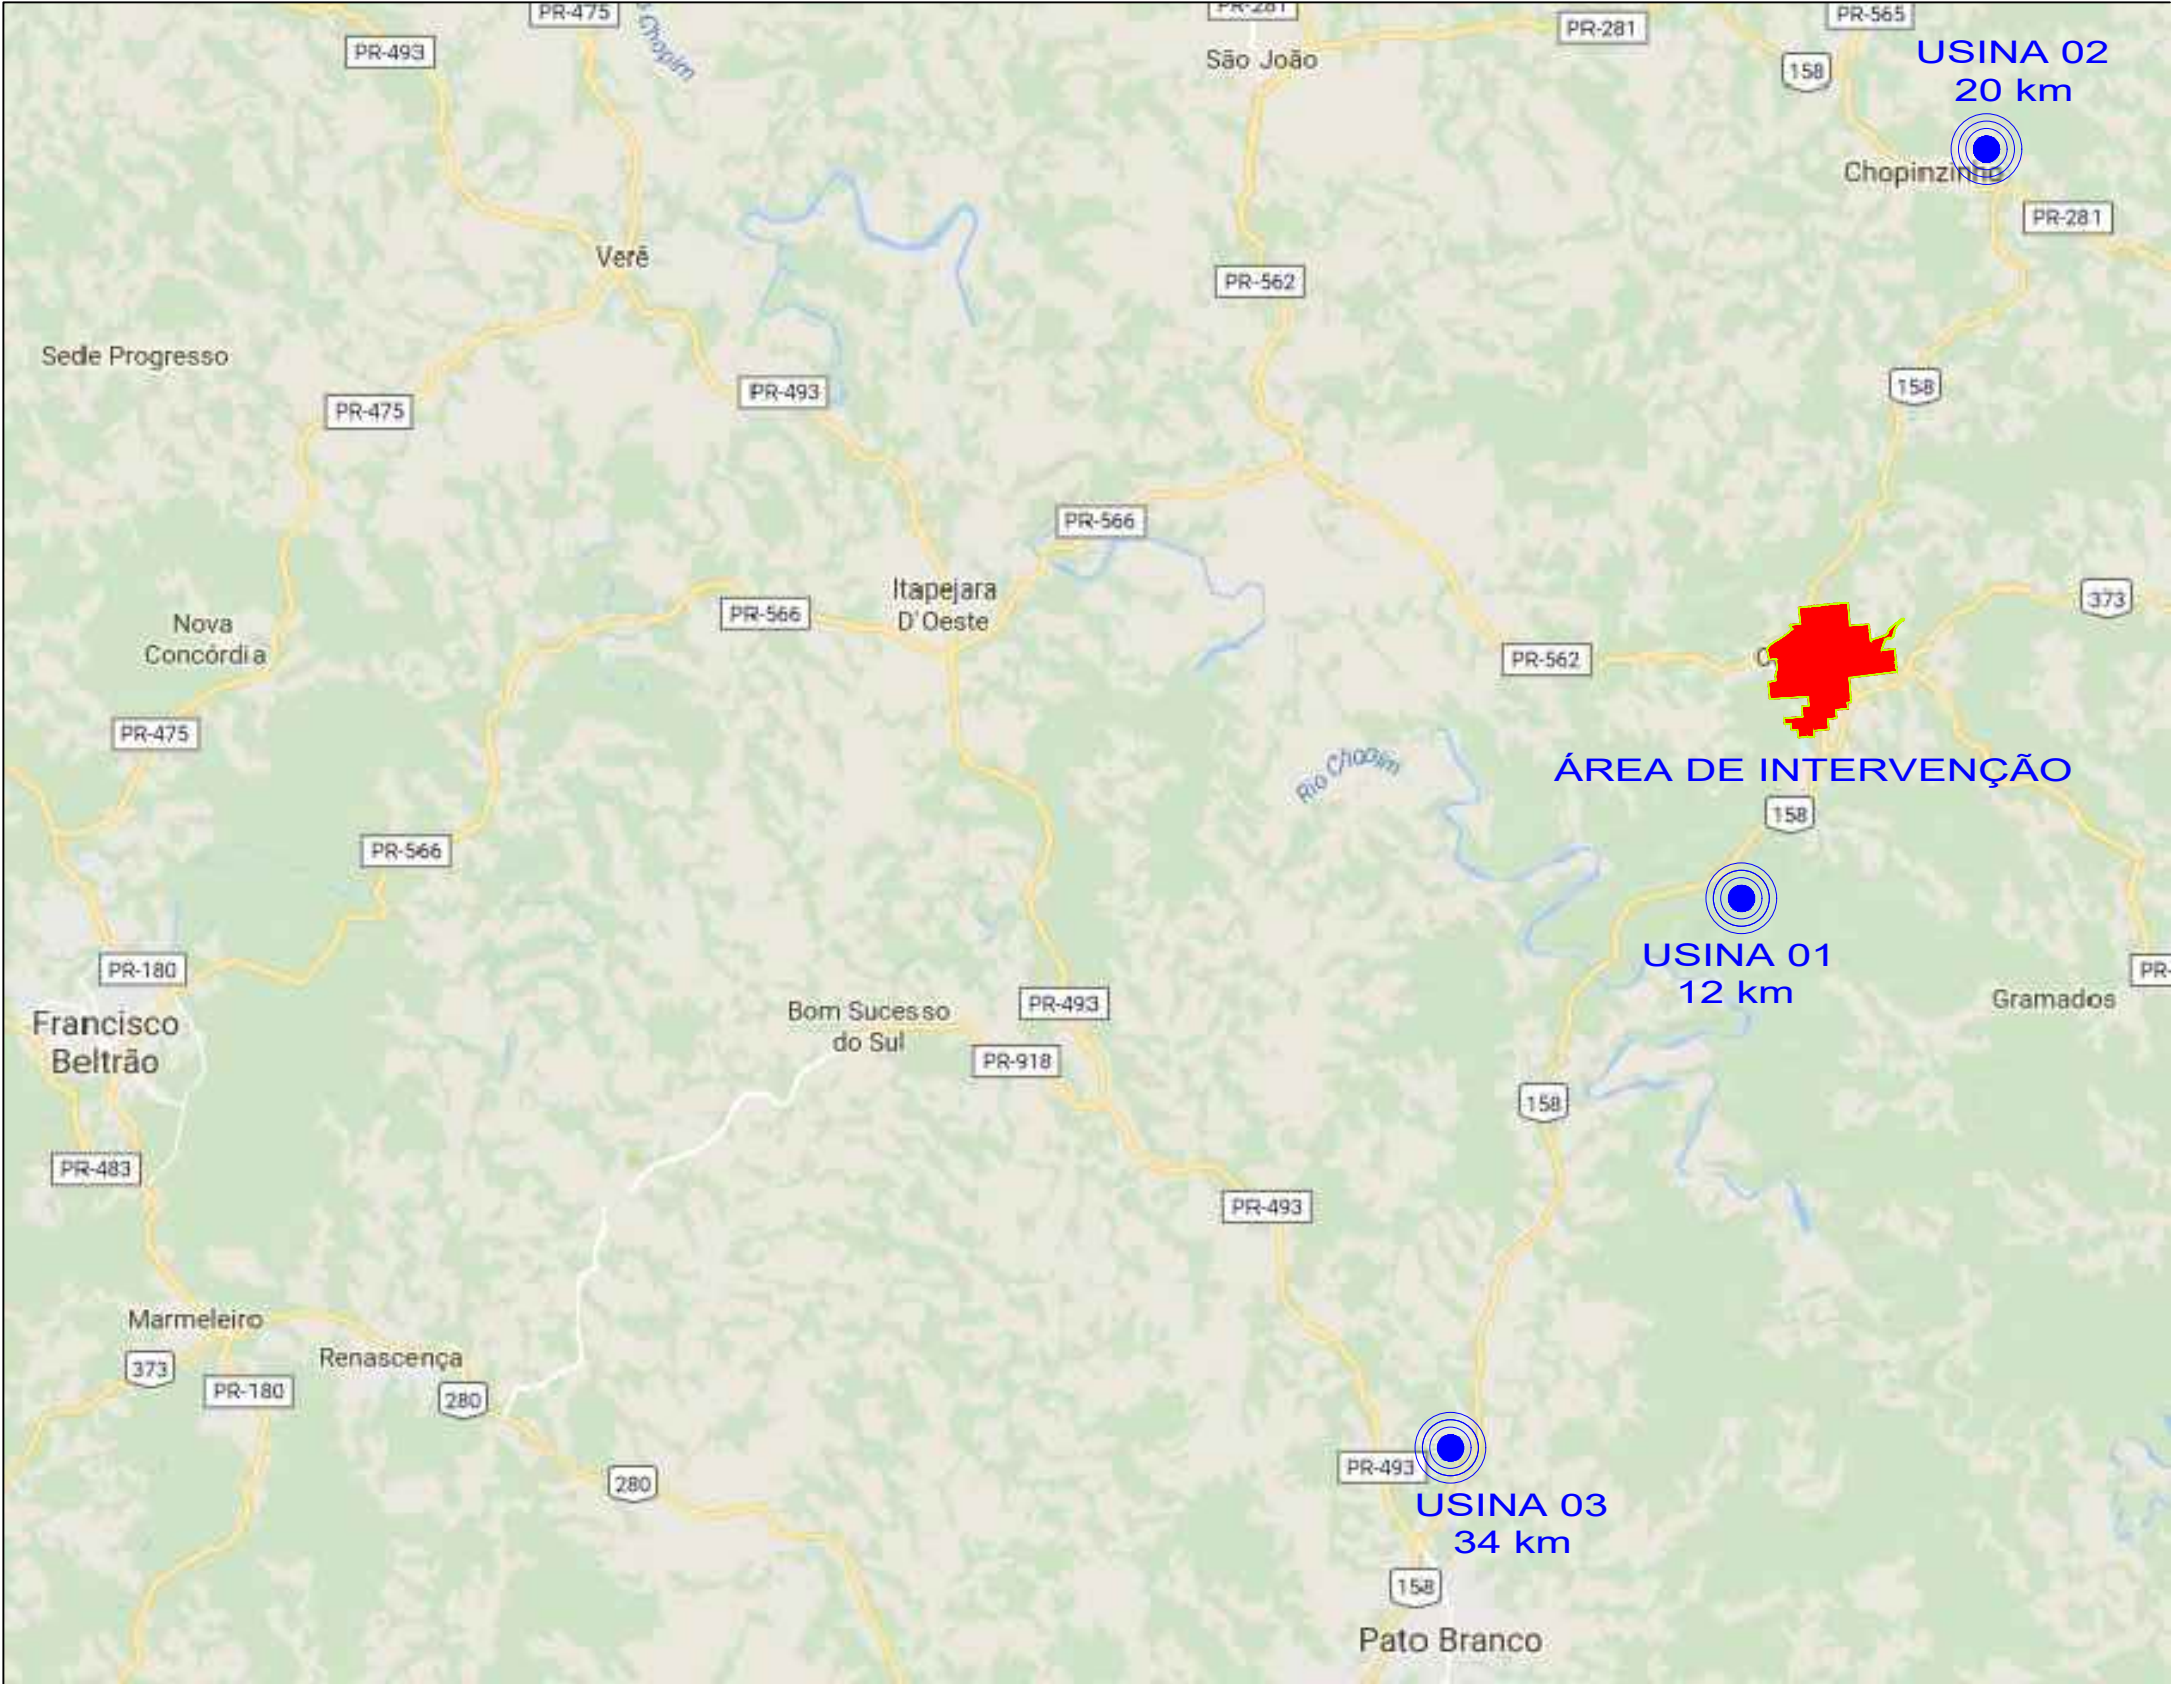 PR-475
PR-281
PR-565
PR-493
PR-281
São João
158
USINA 02
20 km
Chopim
Chopinzinho
PR-281
Verê
PR-562
Sede Progresso
PR-475
PR-493
158
PR-566
Itapejara
D'Oeste
PR-566
373
Nova
Concórdia
PR-562
PR-475
Rio Chopim
ÁREA DE INTERVENÇÃO
158
PR-566
USINA 01
12 km
PR-180
PR-
Gramados
Francisco
Beltrão
Bom Sucesso
do Sul
PR-493
PR-918
158
PR-483
PR-493
Marmeleiro
373
Renascença
PR-180
280
280
PR-493
USINA 03
34 km
158
Pato Branco